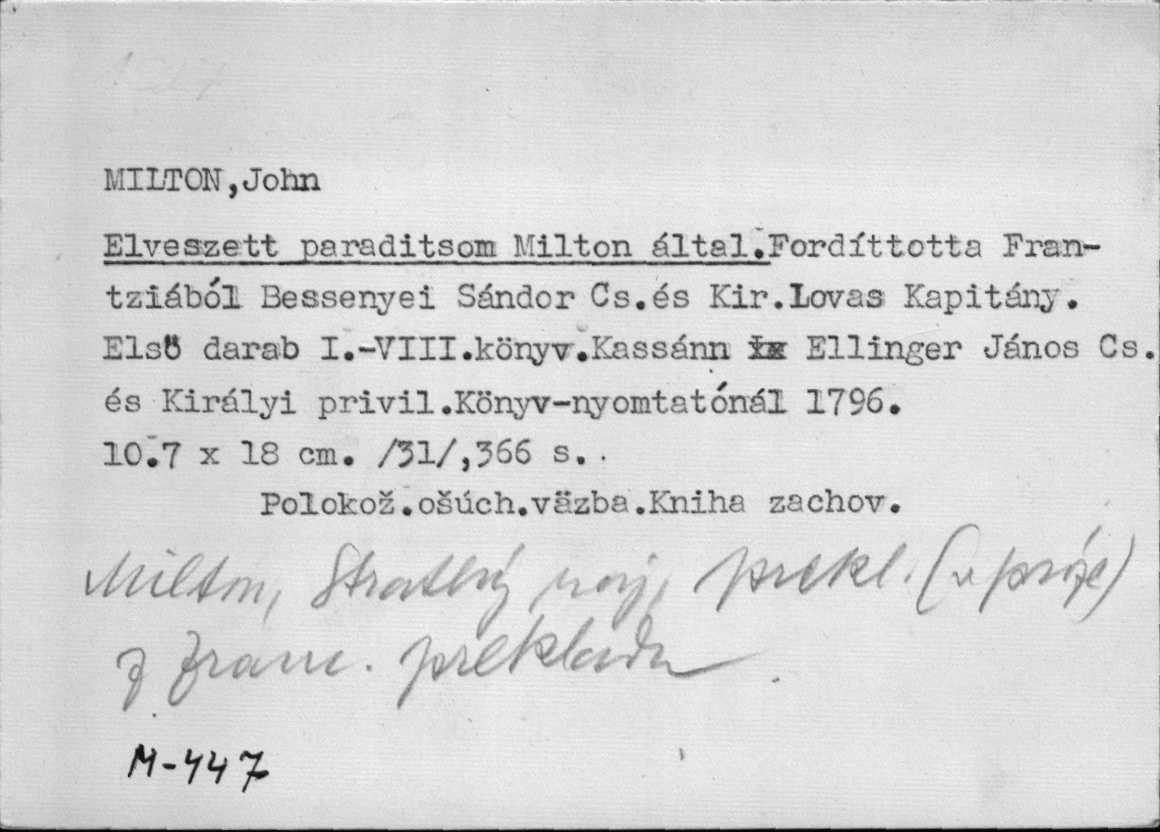 MILTON,John
Elveszett paraditsom Milton által.Fordíttotta Fran-
tziából Bessenyei Sándor Cs.és Kir.Lovas Kapitány.
Elsö darab I.-VIII.könyv.Kassánn Ellinger János Cs.
és Királyi privil.Könyv-nyomtatónál 1796.
10.7 x 18 cm. /31/,366 s.
Polokož.ošúch.väzba.Kniha zachov.
Milton, Stratený raj, prekl. (v próze)
z franc. prekladu
M-447